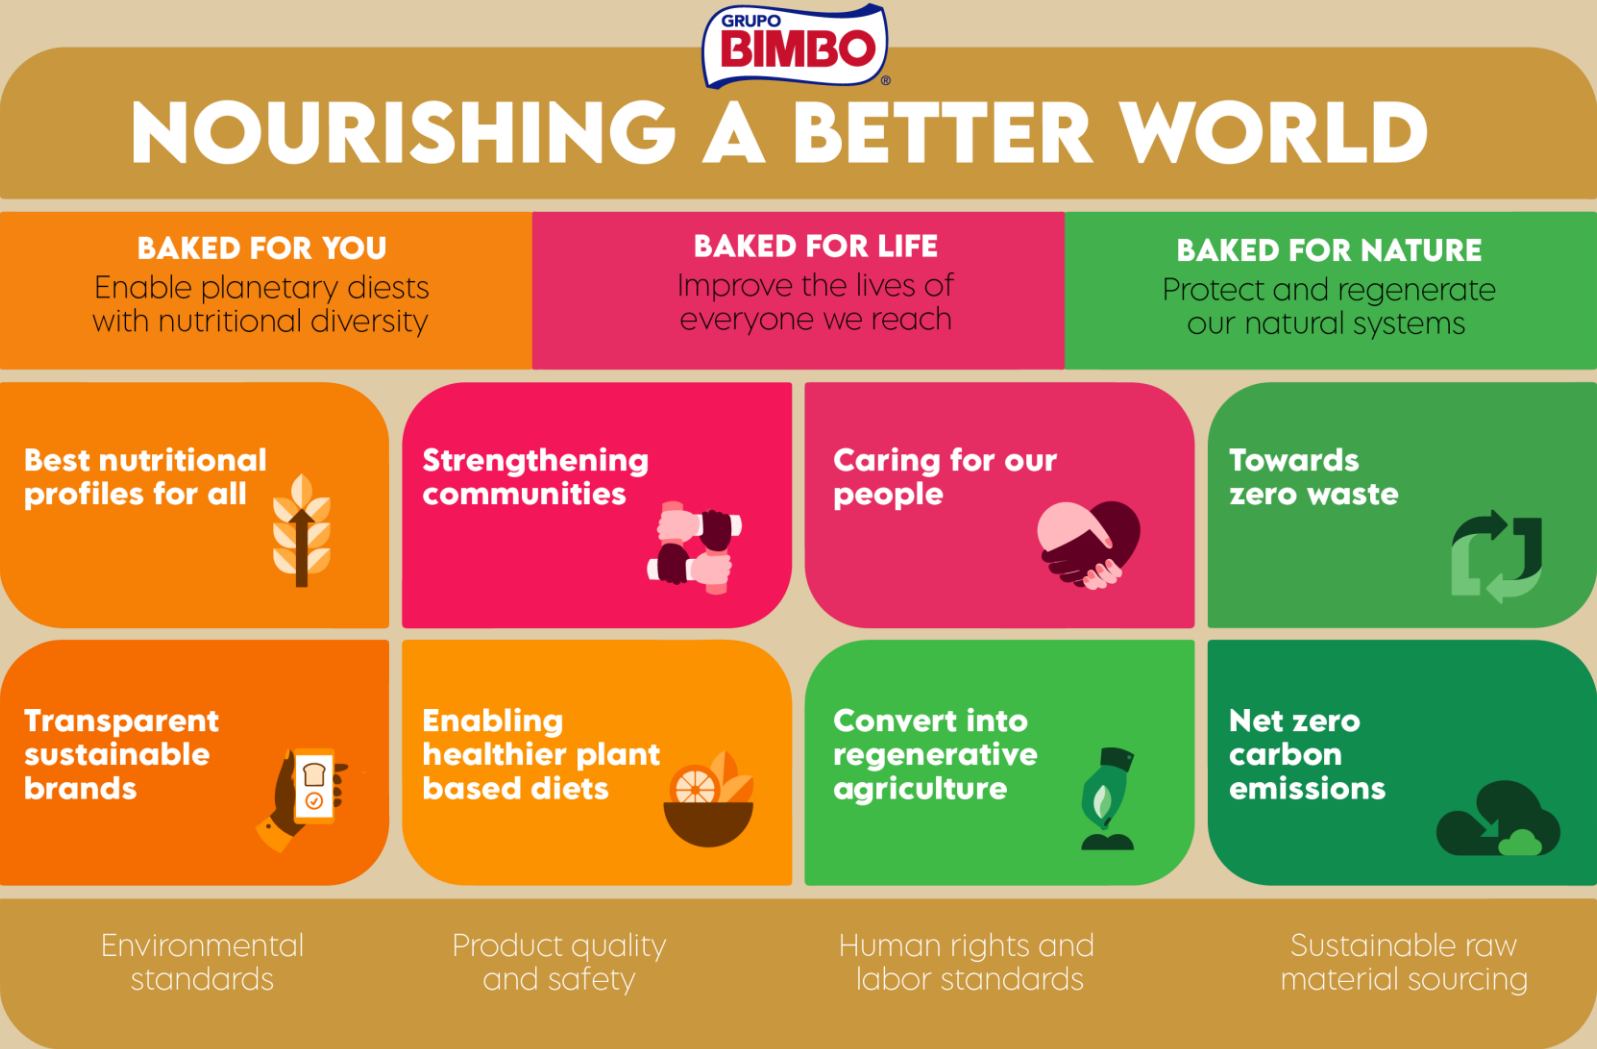 GRUPO
BIMBO
®
NOURISHING A BETTER WORLD
BAKED FOR YOU
Enable planetary diests
with nutritional diversity
BAKED FOR LIFE
Improve the lives of
everyone we reach
BAKED FOR NATURE
Protect and regenerate
our natural systems
Best nutritional
profiles for all
Strengthening
communities
Caring for our
people
Towards
zero waste
Transparent
sustainable
brands
Enabling
healthier plant
based diets
Convert into
regenerative
agriculture
Net zero
carbon
emissions
Environmental
standards
Product quality
and safety
Human rights and
labor standards
Sustainable raw
material sourcing